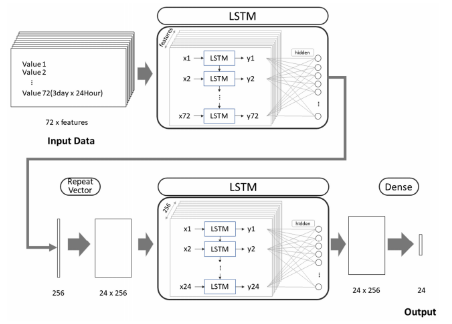 LSTM
features
hidden
Value 1
Value 2
⋮
Value 72(3day x 24Hour)
x1 LSTM y1
x2 LSTM y2
⋮
x72 LSTM y72
⋮
72 x features
Input Data
Repeat
Vector
LSTM
Dense
256
hidden
x1 LSTM y1
x2 LSTM y2
⋮
x24 LSTM y24
⋮
256
24 x 256
24 x 256
24
Output